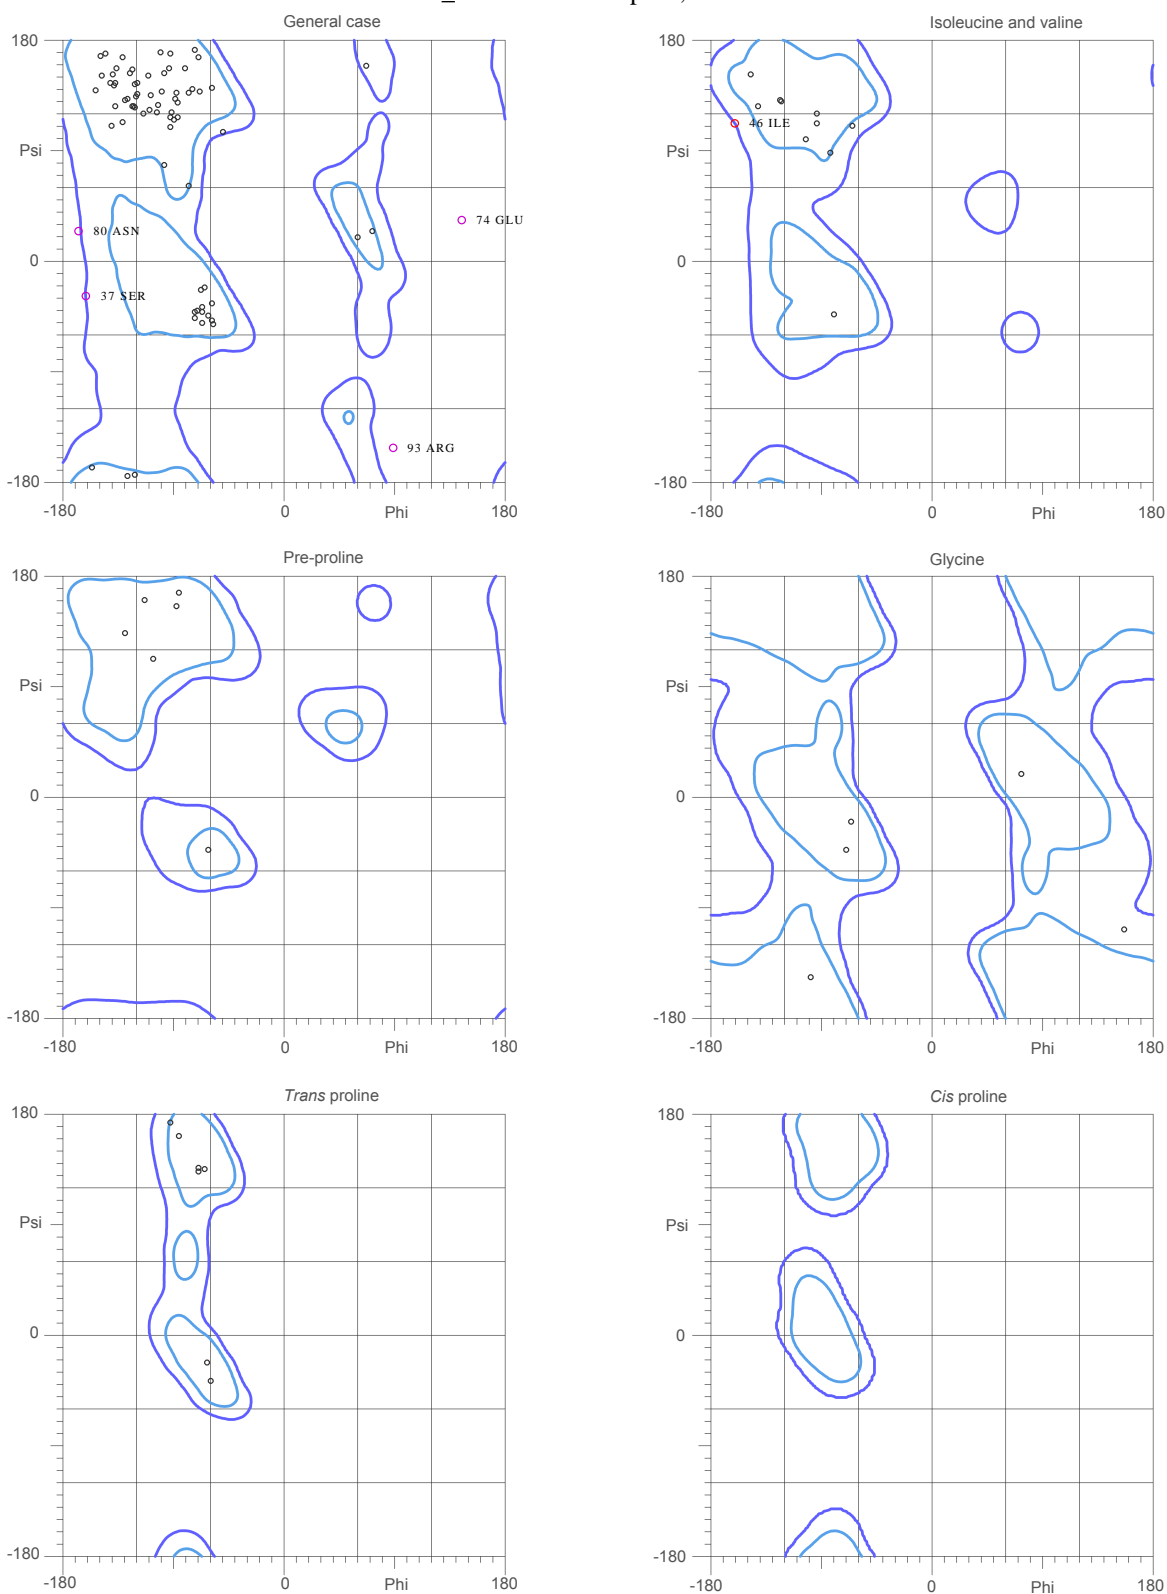 General case
Isoleucine and valine
180
180
46 ILE
Psi
Psi
74 GLU
80 ASN
0
0
37 SER
93 ARG
-180
-180
-180
0
Phi
180
-180
0
Phi
180
Pre-proline
Glycine
180
180
Psi
Psi
0
0
-180
-180
-180
0
Phi
180
-180
0
Phi
180
Trans proline
Cis proline
180
180
Psi
Psi
0
0
-180
-180
-180
0
Phi
180
-180
0
Phi
180